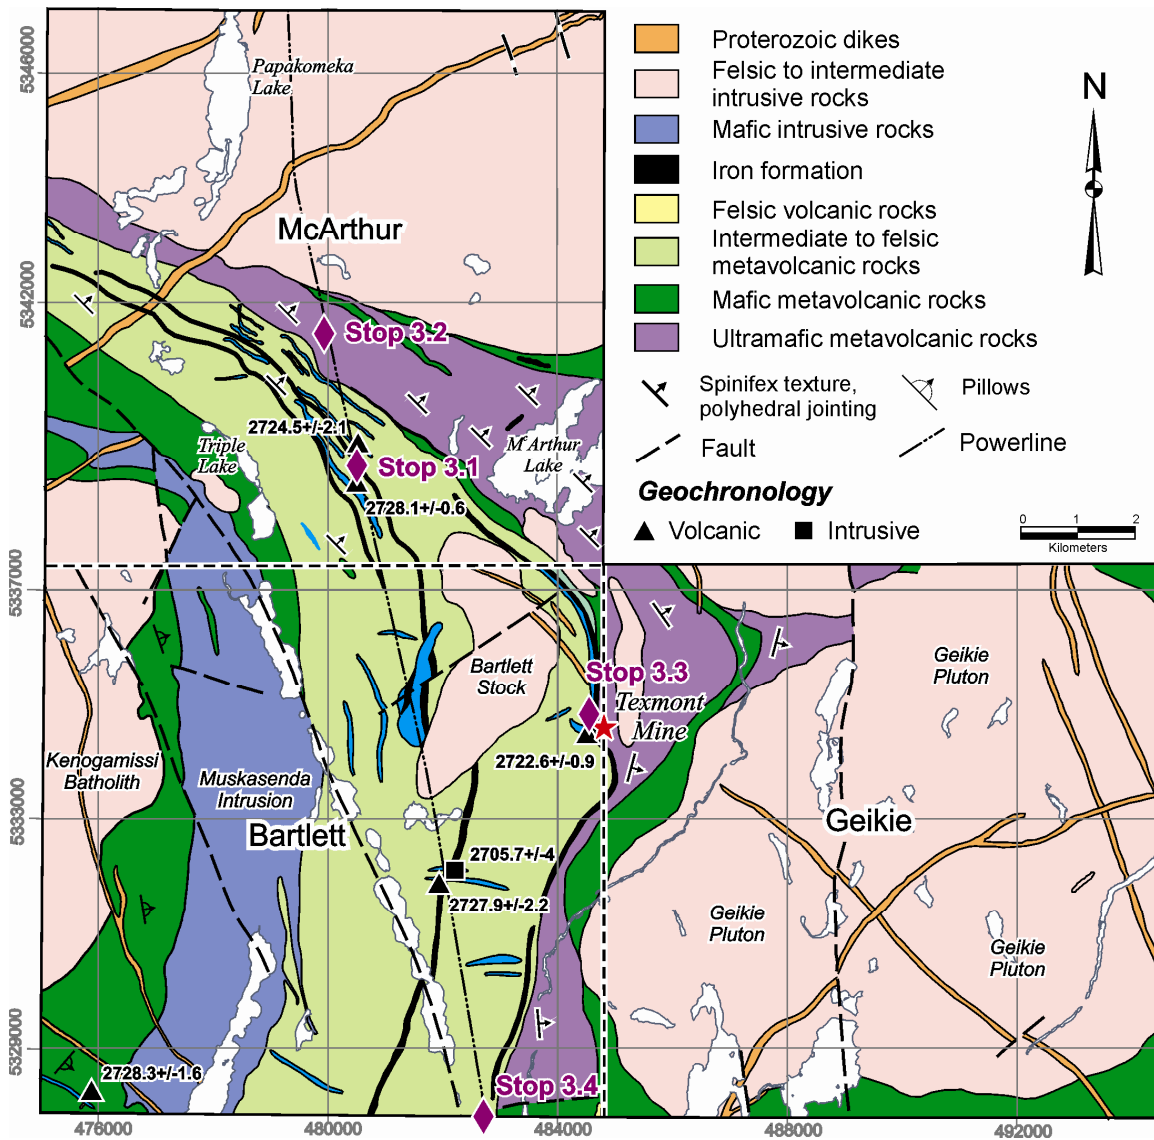 5346000
5342000
5337000
5333000
5329000
476000
480000
484000
488000
492000
Papakomeka
Lake
McArthur
Stop 3.2
2724.5+/-2.1
Triple
Lake
Stop 3.1
McArthur
Lake
2728.1+/-0.6
Bartlett
Stock
Stop 3.3
Texmont
Mine
2722.6+/-0.9
Kenogamissi
Batholith
Muskasenda
Intrusion
Bartlett
2705.7+/-4
2727.9+/-2.2
2728.3+/-1.6
Stop 3.4
Geikie
Pluton
Geikie
Geikie
Pluton
Geikie
Pluton
Proterozoic dikes
Felsic to intermediate
intrusive rocks
Mafic intrusive rocks
Iron formation
Felsic volcanic rocks
Intermediate to felsic
metavolcanic rocks
Mafic metavolcanic rocks
Ultramafic metavolcanic rocks
Spinifex texture,
polyhedral jointing
Pillows
Fault
Powerline
Geochronology
Volcanic
Intrusive
0 1 2
Kilometers
N